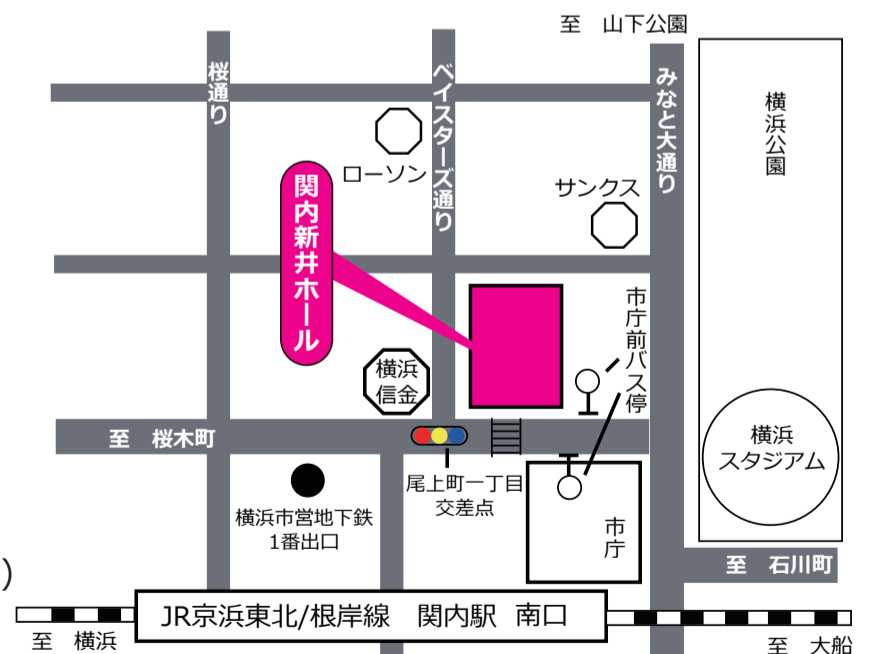 至 山下公園
桜通り
ベイスターズ通り
みなと大通り
横浜公園
ローソン
サンクス
関内新井ホール
市庁前バス停
横浜
信金
至 桜木町
横浜
スタジアム
尾上町一丁目
交差点
横浜市営地下鉄
1番出口
市庁
至 石川町
)
JR京浜東北/根岸線 関内駅 南口
至 横浜
至 大船